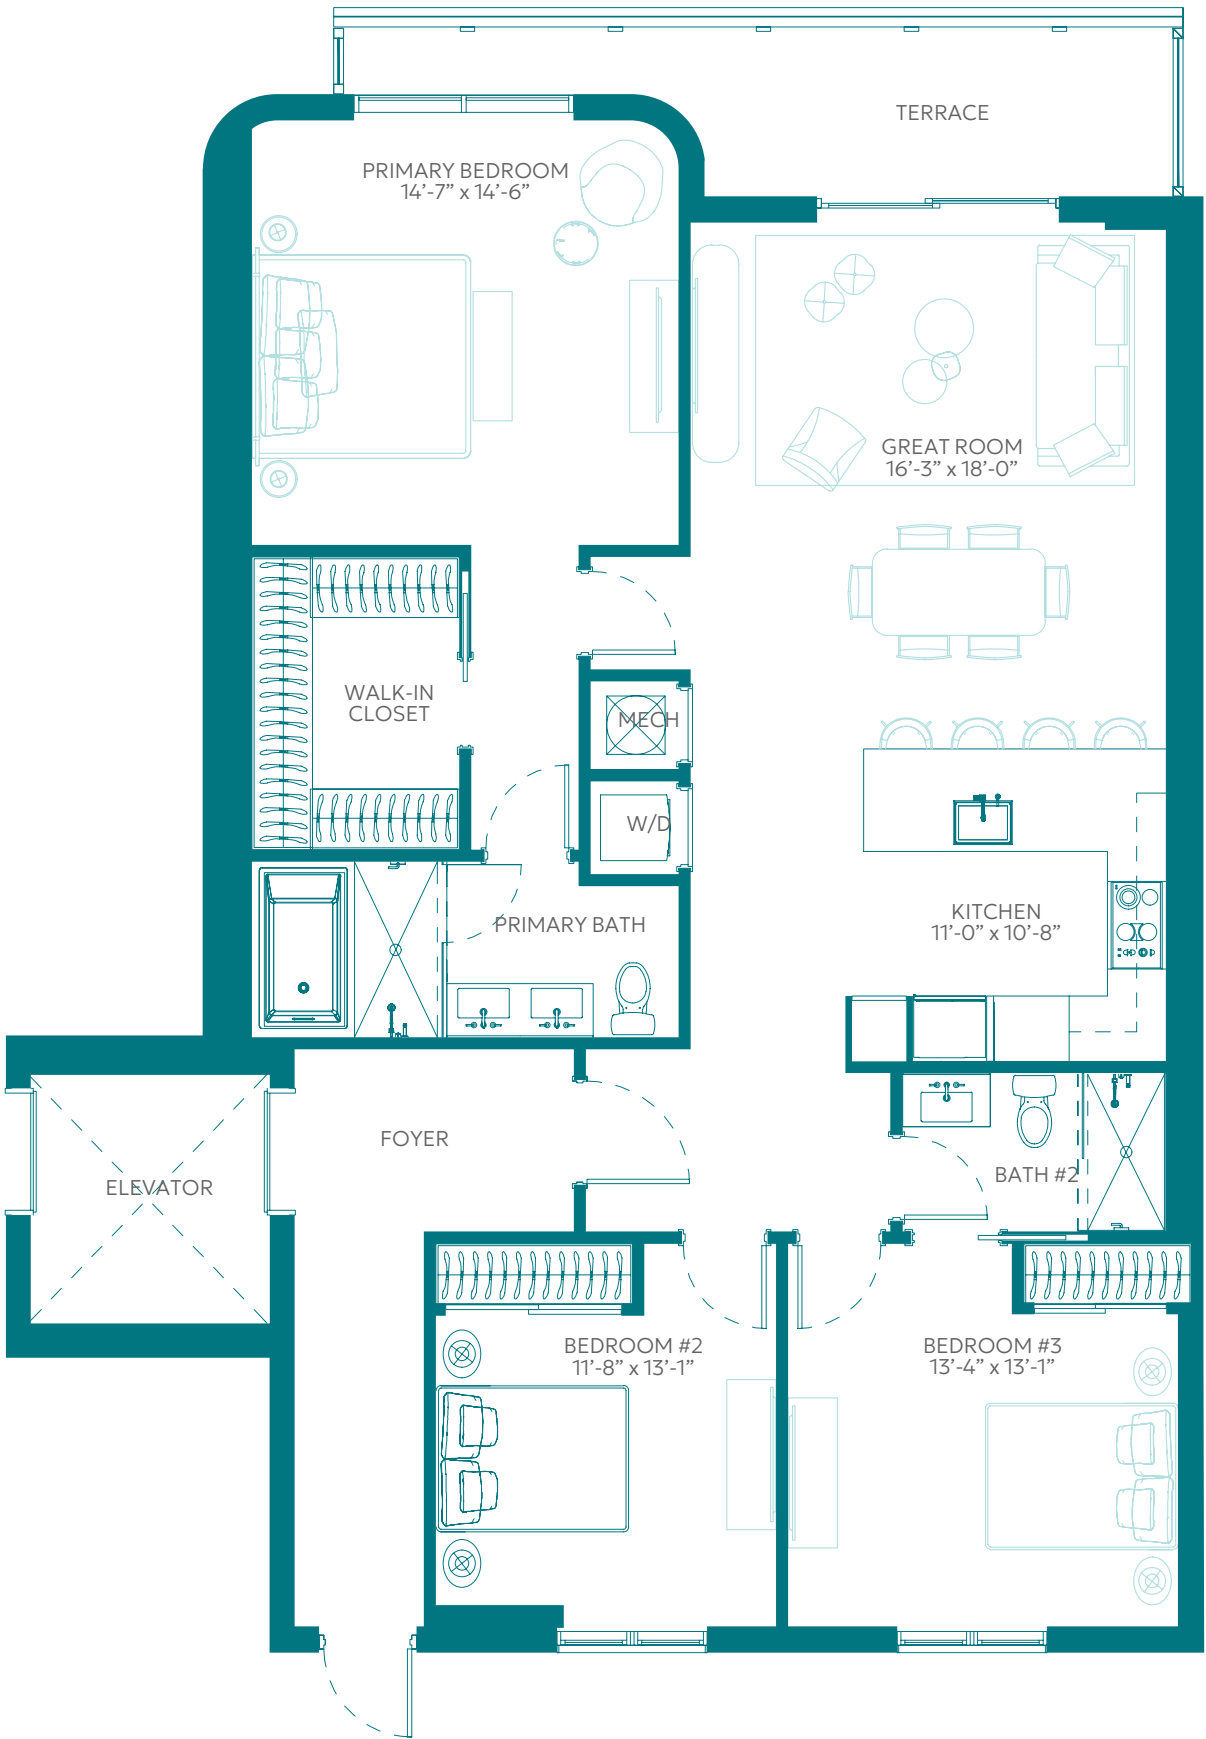 TERRACE
PRIMARY BEDROOM
14’-7” x 14’-6”
GREAT ROOM
16’-3” x 18’-0”
WALK-IN
CLOSET
MECH
W/D
KITCHEN
11’-0” x 10’-8”
PRIMARY BATH
FOYER
ELEVATOR
BATH #2
BEDROOM #2
11’-8” x 13’-1”
BEDROOM #3
13’-4” x 13’-1”